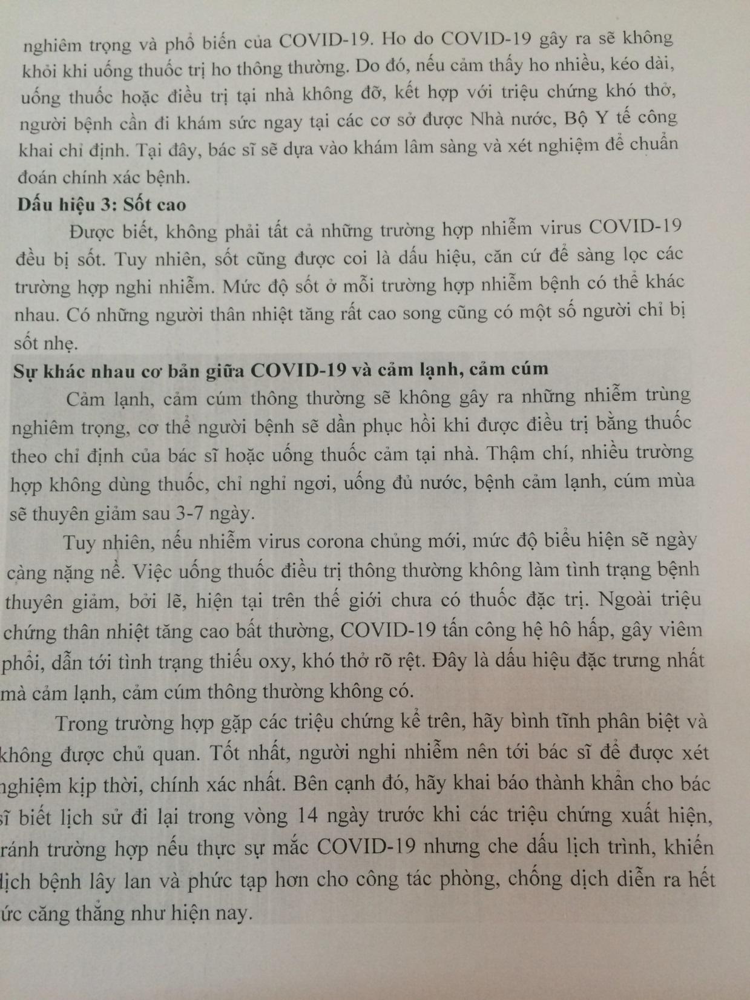 nghiêm trọng và phổ biến của COVID-19. Ho do COVID-19 gây ra sẽ không
khỏi khi uống thuốc trị ho thông thường. Do đó, nếu cảm thấy ho nhiều, kéo dài,
uống thuốc hoặc điều trị tại nhà không đỡ, kết hợp với triệu chứng khó thở,
người bệnh cần đi khám sức ngay tại các cơ sở được Nhà nước, Bộ Y tế công
khai chỉ định. Tại đây, bác sĩ sẽ dựa vào khám lâm sàng và xét nghiệm để chuẩn
đoán chính xác bệnh.
Dấu hiệu 3: Sốt cao
Được biết, không phải tất cả những trường hợp nhiễm virus COVID-19
đều bị sốt. Tuy nhiên, sốt cũng được coi là dấu hiệu, căn cứ để sàng lọc các
trường hợp nghi nhiễm. Mức độ sốt ở mỗi trường hợp nhiễm bệnh có thể khác
nhau. Có những người thân nhiệt tăng rất cao song cũng có một số người chỉ bị
sốt nhẹ.
Sự khác nhau cơ bản giữa COVID-19 và cảm lạnh, cảm cúm
Cảm lạnh, cảm cúm thông thường sẽ không gây ra những nhiễm trùng
nghiêm trọng, cơ thể người bệnh sẽ dần phục hồi khi được điều trị bằng thuốc
theo chỉ định của bác sĩ hoặc uống thuốc cảm tại nhà. Thậm chí, nhiều trường
hợp không dùng thuốc, chỉ nghỉ ngơi, uống đủ nước, bệnh cảm lạnh, cúm mùa
sẽ thuyên giảm sau 3-7 ngày.
Tuy nhiên, nếu nhiễm virus corona chủng mới, mức độ biểu hiện sẽ ngày
càng nặng nề. Việc uống thuốc điều trị thông thường không làm tình trạng bệnh
thuyên giảm, bởi lẽ, hiện tại trên thế giới chưa có thuốc đặc trị. Ngoài triệu
chứng thân nhiệt tăng cao bất thường, COVID-19 tấn công hệ hô hấp, gây viêm
phổi, dẫn tới tình trạng thiếu oxy, khó thở rõ rệt. Đây là dấu hiệu đặc trưng nhất
mà cảm lạnh, cảm cúm thông thường không có.
Trong trường hợp gặp các triệu chứng kể trên, hãy bình tĩnh phân biệt và
không được chủ quan. Tốt nhất, người nghi nhiễm nên tới bác sĩ để được xét
nghiệm kịp thời, chính xác nhất. Bên cạnh đó, hãy khai báo thành khẩn cho bác
sĩ biết lịch sử đi lại trong vòng 14 ngày trước khi các triệu chứng xuất hiện,
ránh trường hợp nếu thực sự mắc COVID-19 nhưng che dấu lịch trình, khiến
dịch bệnh lây lan và phức tạp hơn cho công tác phòng, chống dịch diễn ra hết
ức căng thẳng như hiện nay.